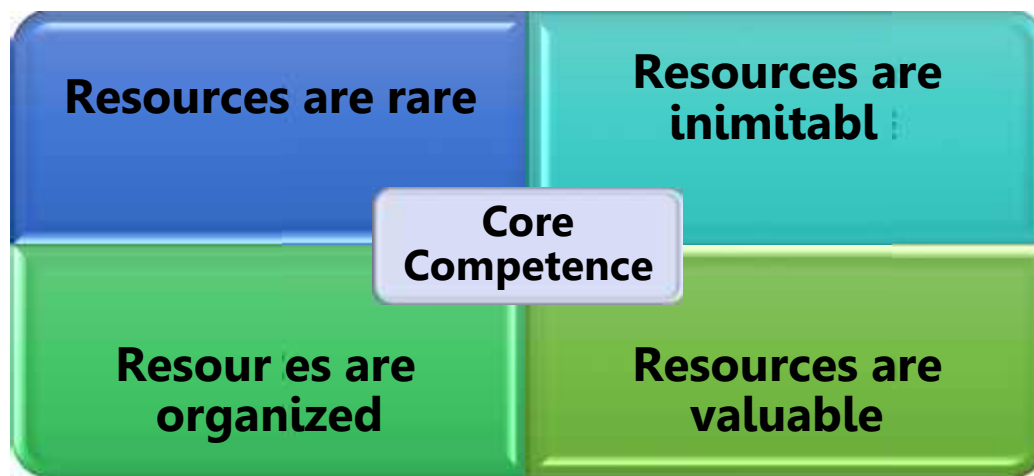 Resources are rare
Resources are
inimitabl
Core
Competence
Resour es are
organized
Resources are
valuable